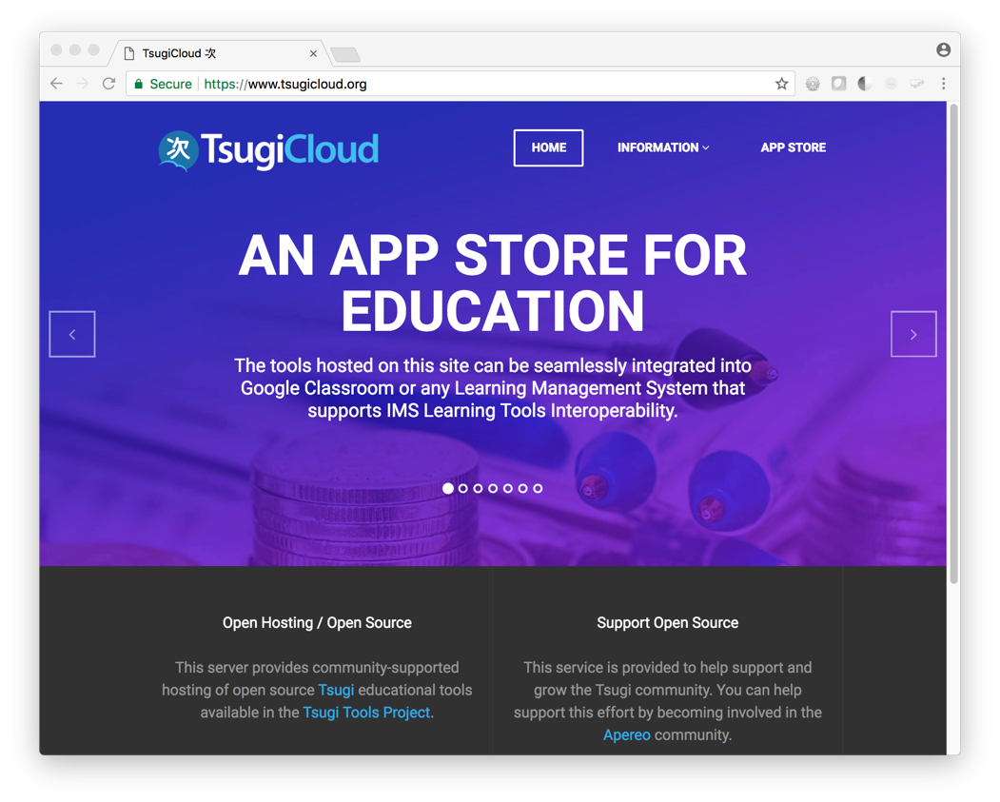 TsugiCloud 次
Secure https://www.tsugicloud.org
次 TsugiCloud
HOME INFORMATION APP STORE
AN APP STORE FOR
EDUCATION
The tools hosted on this site can be seamlessly integrated into
Google Classroom or any Learning Management System that
supports IMS Learning Tools Interoperability.
Open Hosting / Open Source
This server provides community-supported
hosting of open source Tsugi educational tools
available in the Tsugi Tools Project.
Support Open Source
This service is provided to help support and
grow the Tsugi community. You can help
support this effort by becoming involved in the
Apereo community.